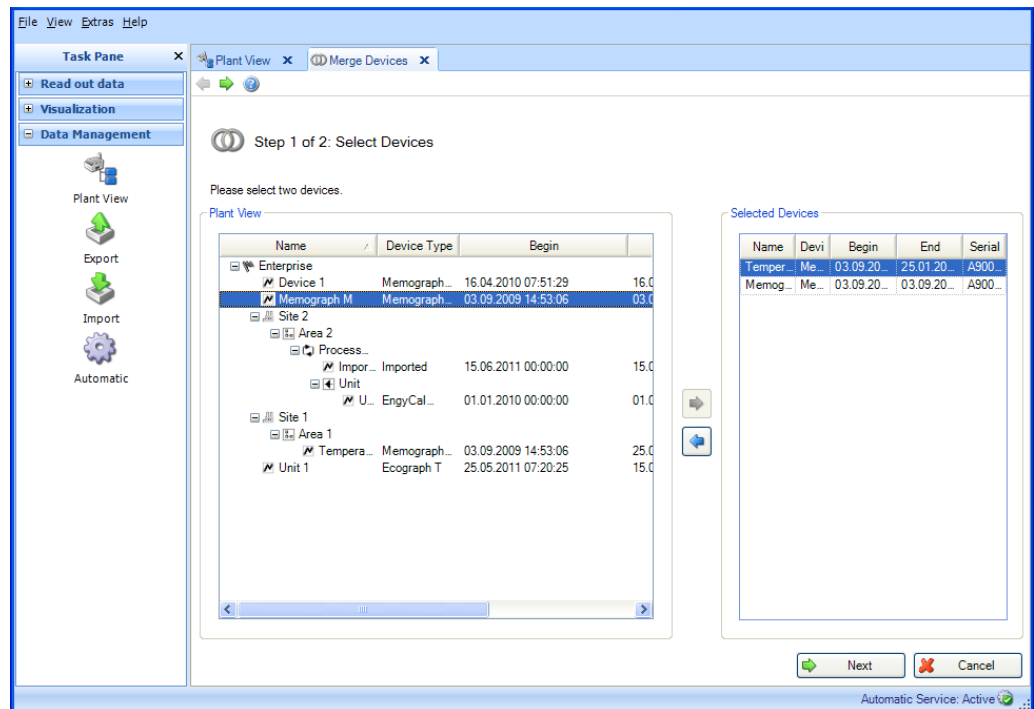 File View Extras Help
Task Pane
Plant View
Merge Devices
Read out data
Visualization
Data Management
Plant View
Export
Import
Automatic
Step 1 of 2: Select Devices
Please select two devices.
Plant View
Name Device Type Begin
Enterprise
Device 1 Memograph... 16.04.2010 07:51:29 16.0
Memograph M Memograph... 03.09.2009 14:53:06 03.0
Site 2
Area 2
Process...
Impor... Imported 15.06.2011 00:00:00 15.0
Unit
U... EngyCal... 01.01.2010 00:00:00 01.0
Site 1
Area 1
Tempera... Memograph... 03.09.2009 14:53:06 25.0
Unit 1 Ecograph T 25.05.2011 07:20:25 15.0
Selected Devices
Name Devi Begin End Serial
Temper... Me... 03.09.20... 25.01.20... A900...
Memog... Me... 03.09.20... 03.09.20... A900...
Next Cancel
Automatic Service: Active